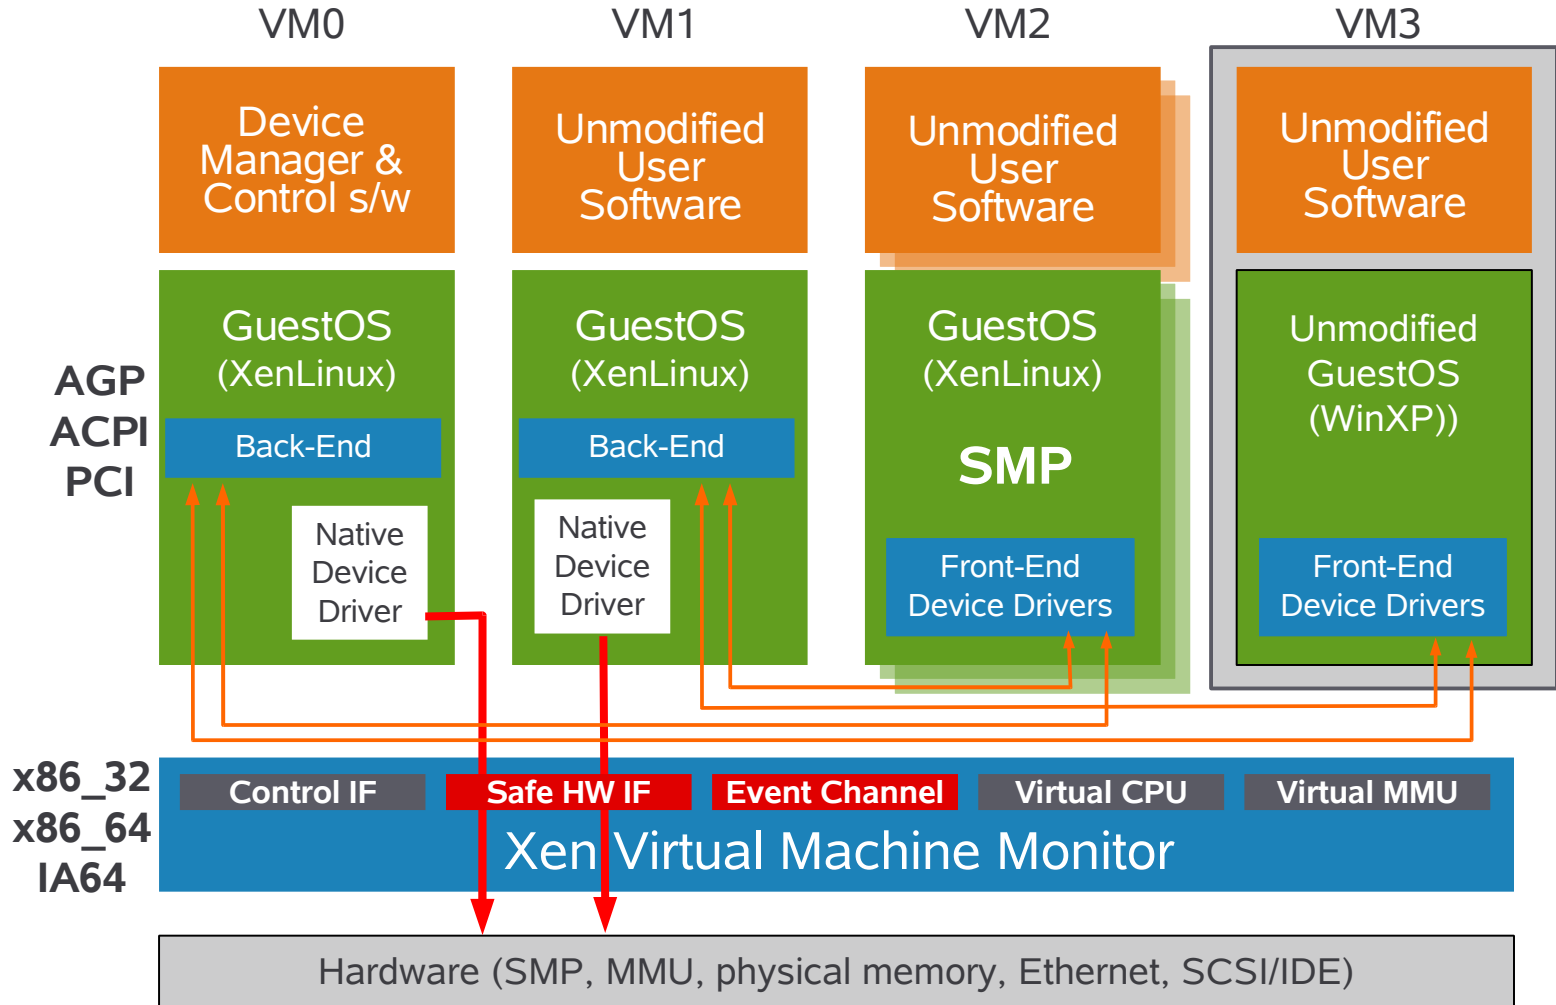 VM0
VM1
VM2
VM3
Device
Manager &
Control s/w
Unmodified
User
Software
Unmodified
User
Software
Unmodified
User
Software
GuestOS
(XenLinux)
Back-End
Native
Device
Driver
GuestOS
(XenLinux)
Back-End
Native
Device
Driver
GuestOS
(XenLinux)
SMP
Front-End
Device Drivers
Unmodified
GuestOS
(WinXP))
Front-End
Device Drivers
AGP
ACPI
PCI
x86_32
x86_64
IA64
Control IF
Safe HW IF
Event Channel
Virtual CPU
Virtual MMU
Xen Virtual Machine Monitor
Hardware (SMP, MMU, physical memory, Ethernet, SCSI/IDE)